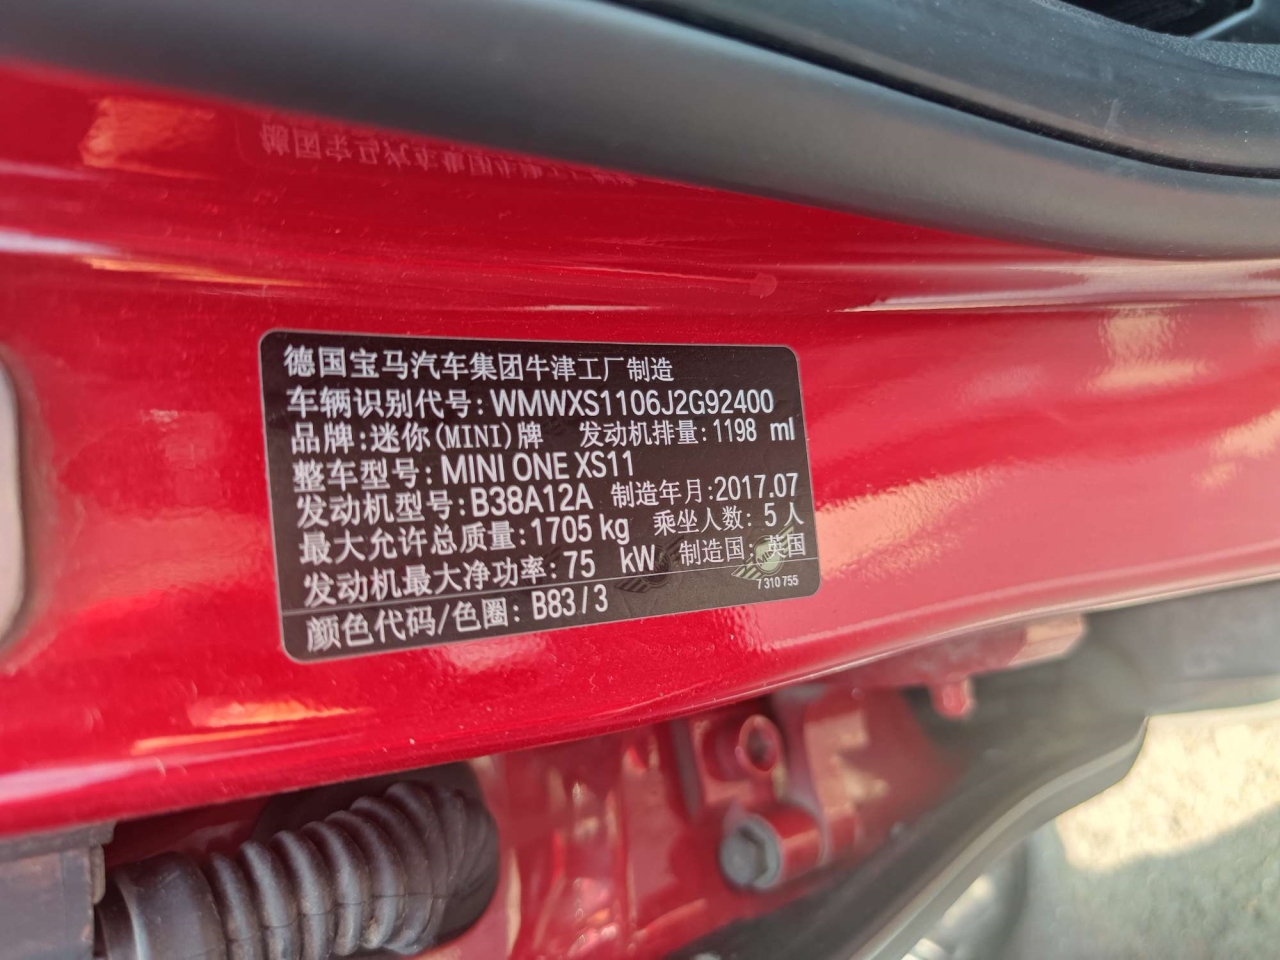 德国宝马汽车集团牛津工厂制造
车辆识别代号: WMWXS1106J2G92400
品牌:迷你(MINI)牌 发动机排量:1198 ml
整车型号: MINI ONE XS11
发动机型号:B38A12A 制造年月:2017.07
最大允许总质量:1705 kg 乘坐人数: 5人
发动机最大净功率: 75 kW 制造国: 英国
颜色代码/色圈: B83/3
7 310 755
MINI